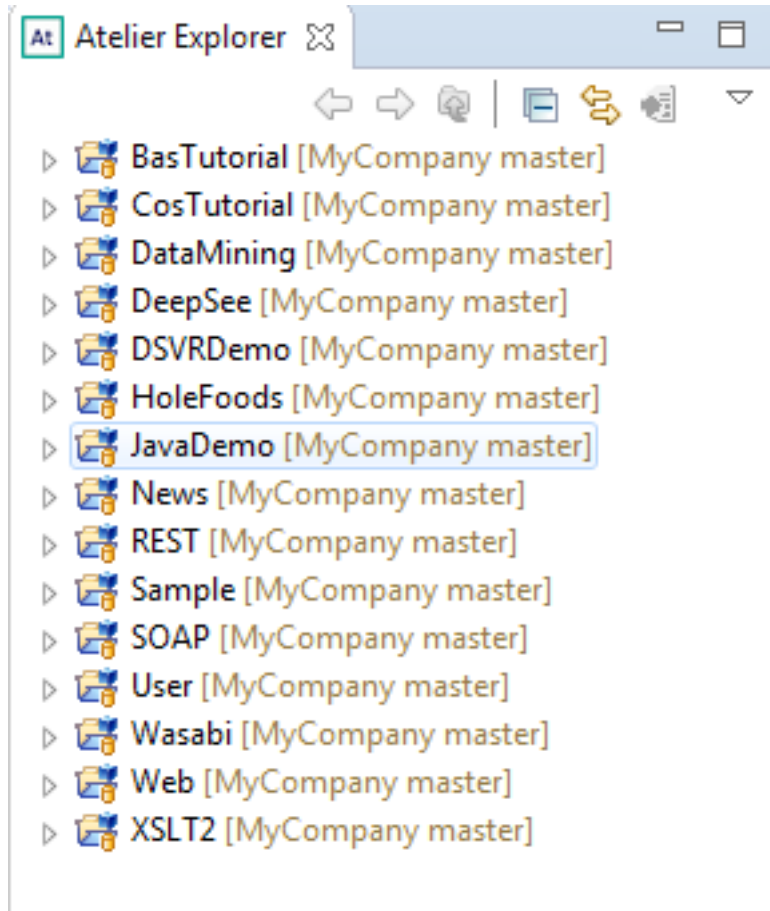 At Atelier Explorer
BasTutorial [MyCompany master]
CosTutorial [MyCompany master]
DataMining [MyCompany master]
DeepSee [MyCompany master]
DSVRDemo [MyCompany master]
HoleFoods [MyCompany master]
JavaDemo [MyCompany master]
News [MyCompany master]
REST [MyCompany master]
Sample [MyCompany master]
SOAP [MyCompany master]
User [MyCompany master]
Wasabi [MyCompany master]
Web [MyCompany master]
XSLT2 [MyCompany master]